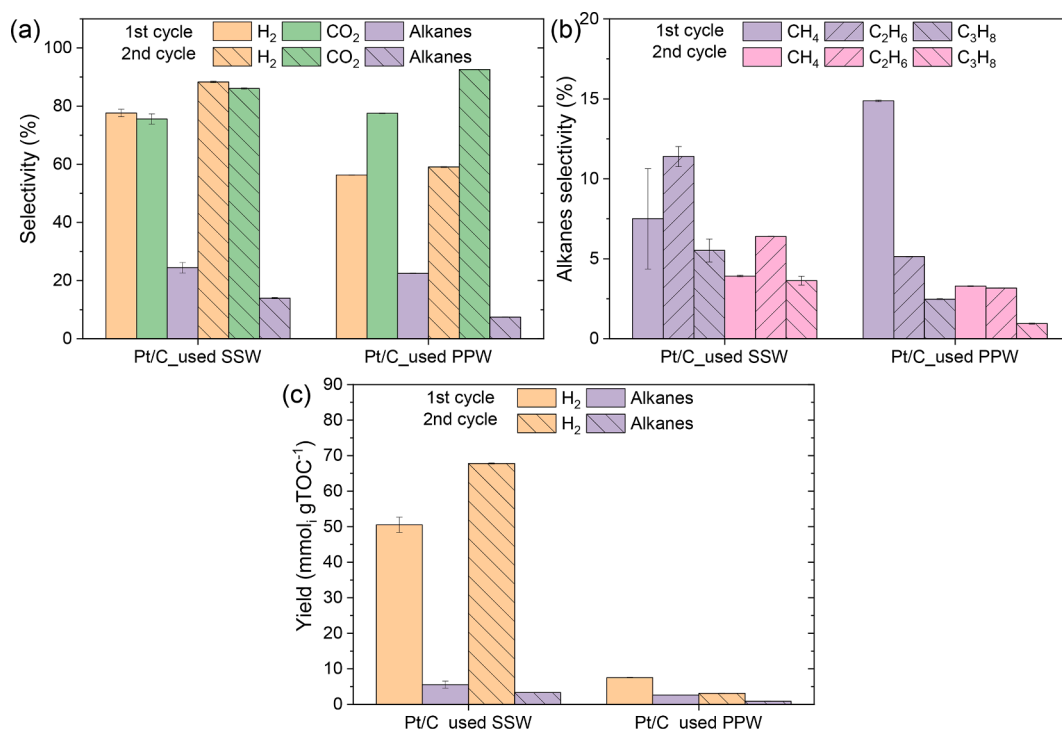 (a)
1st cycle H₂ CO₂ Alkanes
2nd cycle H₂ CO₂ Alkanes
Selectivity (%)
100
80
60
40
20
0
Pt/C_used SSW Pt/C_used PPW
(b)
1st cycle CH₄ C₂H₆ C₃H₈
2nd cycle CH₄ C₂H₆ C₃H₈
Alkanes selectivity (%)
20
15
10
5
0
Pt/C_used SSW Pt/C_used PPW
(c)
1st cycle H₂ Alkanes
2nd cycle H₂ Alkanes
Yield (mmolᵢ gTOC⁻¹)
90
80
70
60
50
40
30
20
10
0
Pt/C_used SSW Pt/C_used PPW